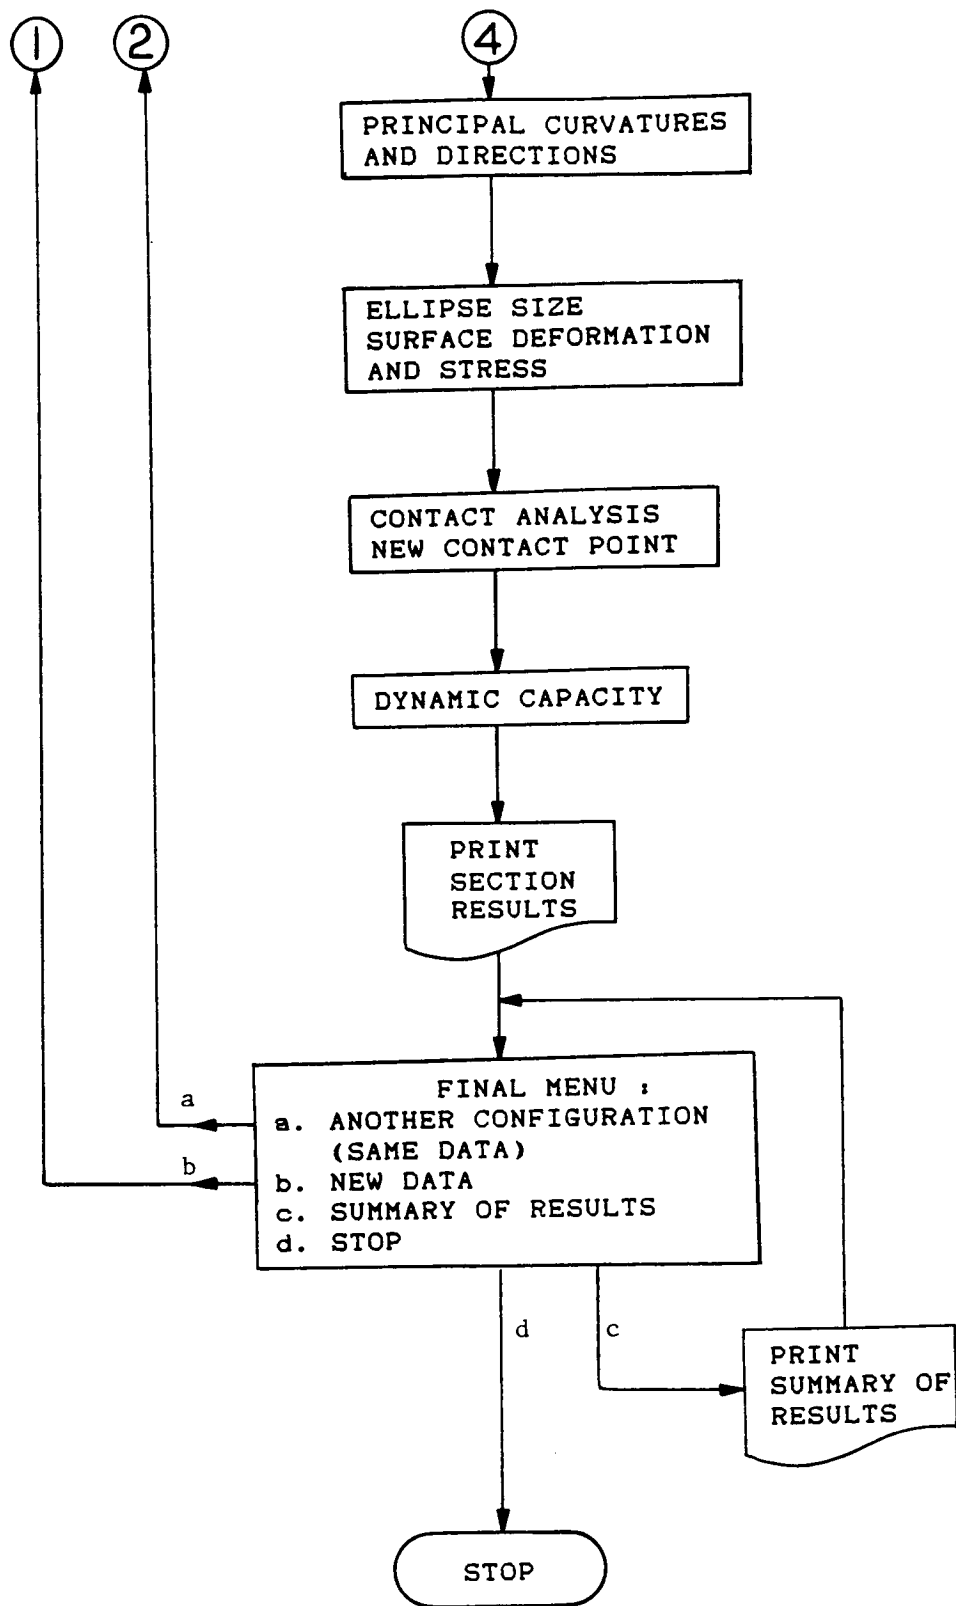 1
2
4
PRINCIPAL CURVATURES
AND DIRECTIONS
ELLIPSE SIZE
SURFACE DEFORMATION
AND STRESS
CONTACT ANALYSIS
NEW CONTACT POINT
DYNAMIC CAPACITY
PRINT
SECTION
RESULTS
FINAL MENU :
a. ANOTHER CONFIGURATION
(SAME DATA)
b. NEW DATA
c. SUMMARY OF RESULTS
d. STOP
a
b
d
c
PRINT
SUMMARY OF
RESULTS
STOP